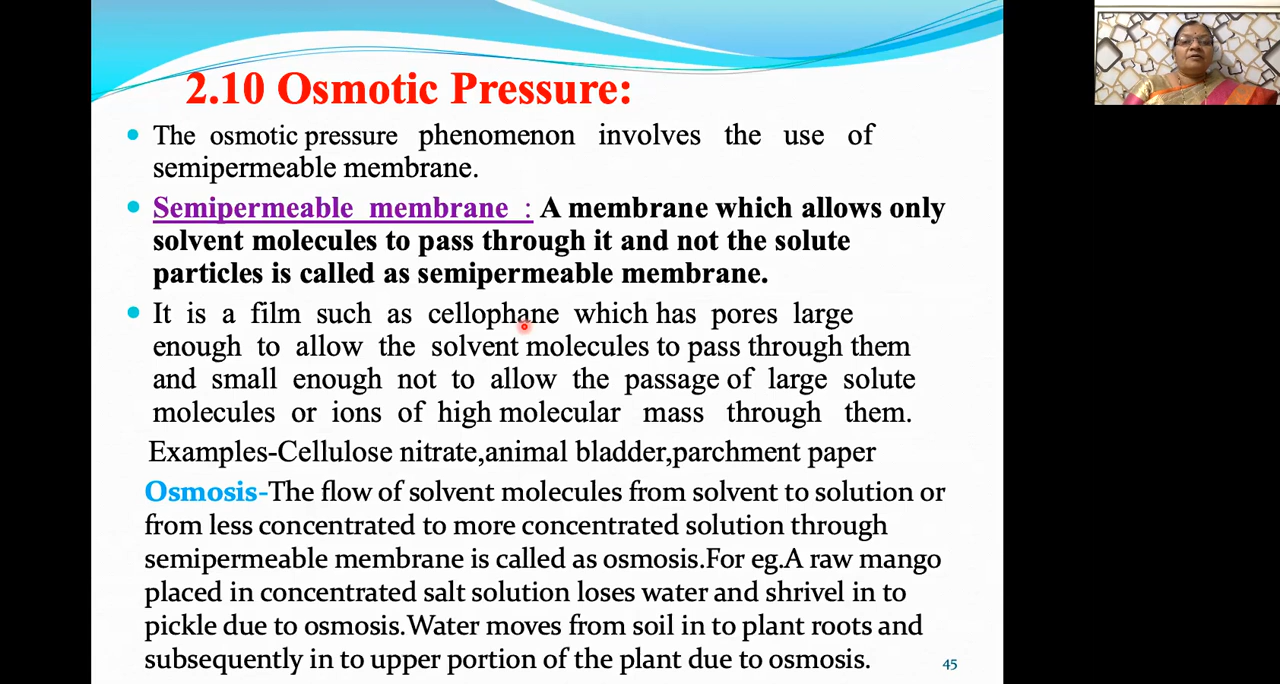 2.10 Osmotic Pressure:
The osmotic pressure phenomenon involves the use of
semipermeable membrane.
Semipermeable membrane : A membrane which allows only
solvent molecules to pass through it and not the solute
particles is called as semipermeable membrane.
It is a film such as cellophane which has pores large
enough to allow the solvent molecules to pass through them
and small enough not to allow the passage of large solute
molecules or ions of high molecular mass through them.
Examples-Cellulose nitrate,animal bladder,parchment paper
Osmosis-The flow of solvent molecules from solvent to solution or
from less concentrated to more concentrated solution through
semipermeable membrane is called as osmosis.For eg.A raw mango
placed in concentrated salt solution loses water and shrivel in to
pickle due to osmosis.Water moves from soil in to plant roots and
subsequently in to upper portion of the plant due to osmosis.
45